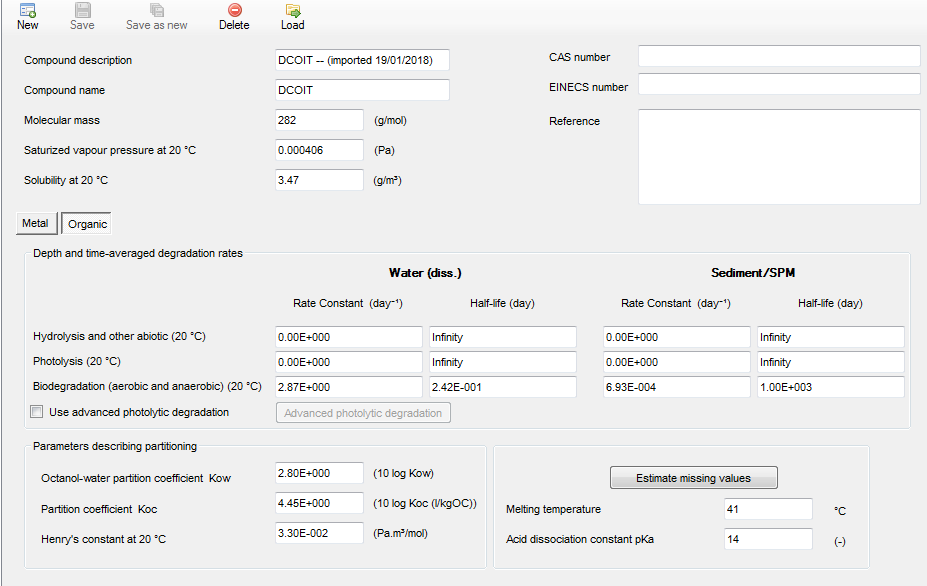 New Save Save as new Delete Load
Compound description DCOIT -- (imported 19/01/2018) CAS number
Compound name DCOIT EINECS number
Molecular mass 282 (g/mol) Reference
Saturized vapour pressure at 20 °C 0.000406 (Pa)
Solubility at 20 °C 3.47 (g/m³)
Metal Organic
Depth and time-averaged degradation rates
Water (diss.) Sediment/SPM
Rate Constant (day⁻¹) Half-life (day) Rate Constant (day⁻¹) Half-life (day)
Hydrolysis and other abiotic (20 °C) 0.00E+000 Infinity 0.00E+000 Infinity
Photolysis (20 °C) 0.00E+000 Infinity 0.00E+000 Infinity
Biodegradation (aerobic and anaerobic) (20 °C) 2.87E+000 2.42E-001 6.93E-004 1.00E+003
Use advanced photolytic degradation Advanced photolytic degradation
Parameters describing partitioning
Octanol-water partition coefficient Kow 2.80E+000 (10 log Kow) Estimate missing values
Partition coefficient Koc 4.45E+000 (10 log Koc (l/kgOC)) Melting temperature 41 °C
Henry's constant at 20 °C 3.30E-002 (Pa.m³/mol) Acid dissociation constant pKa 14 (-)